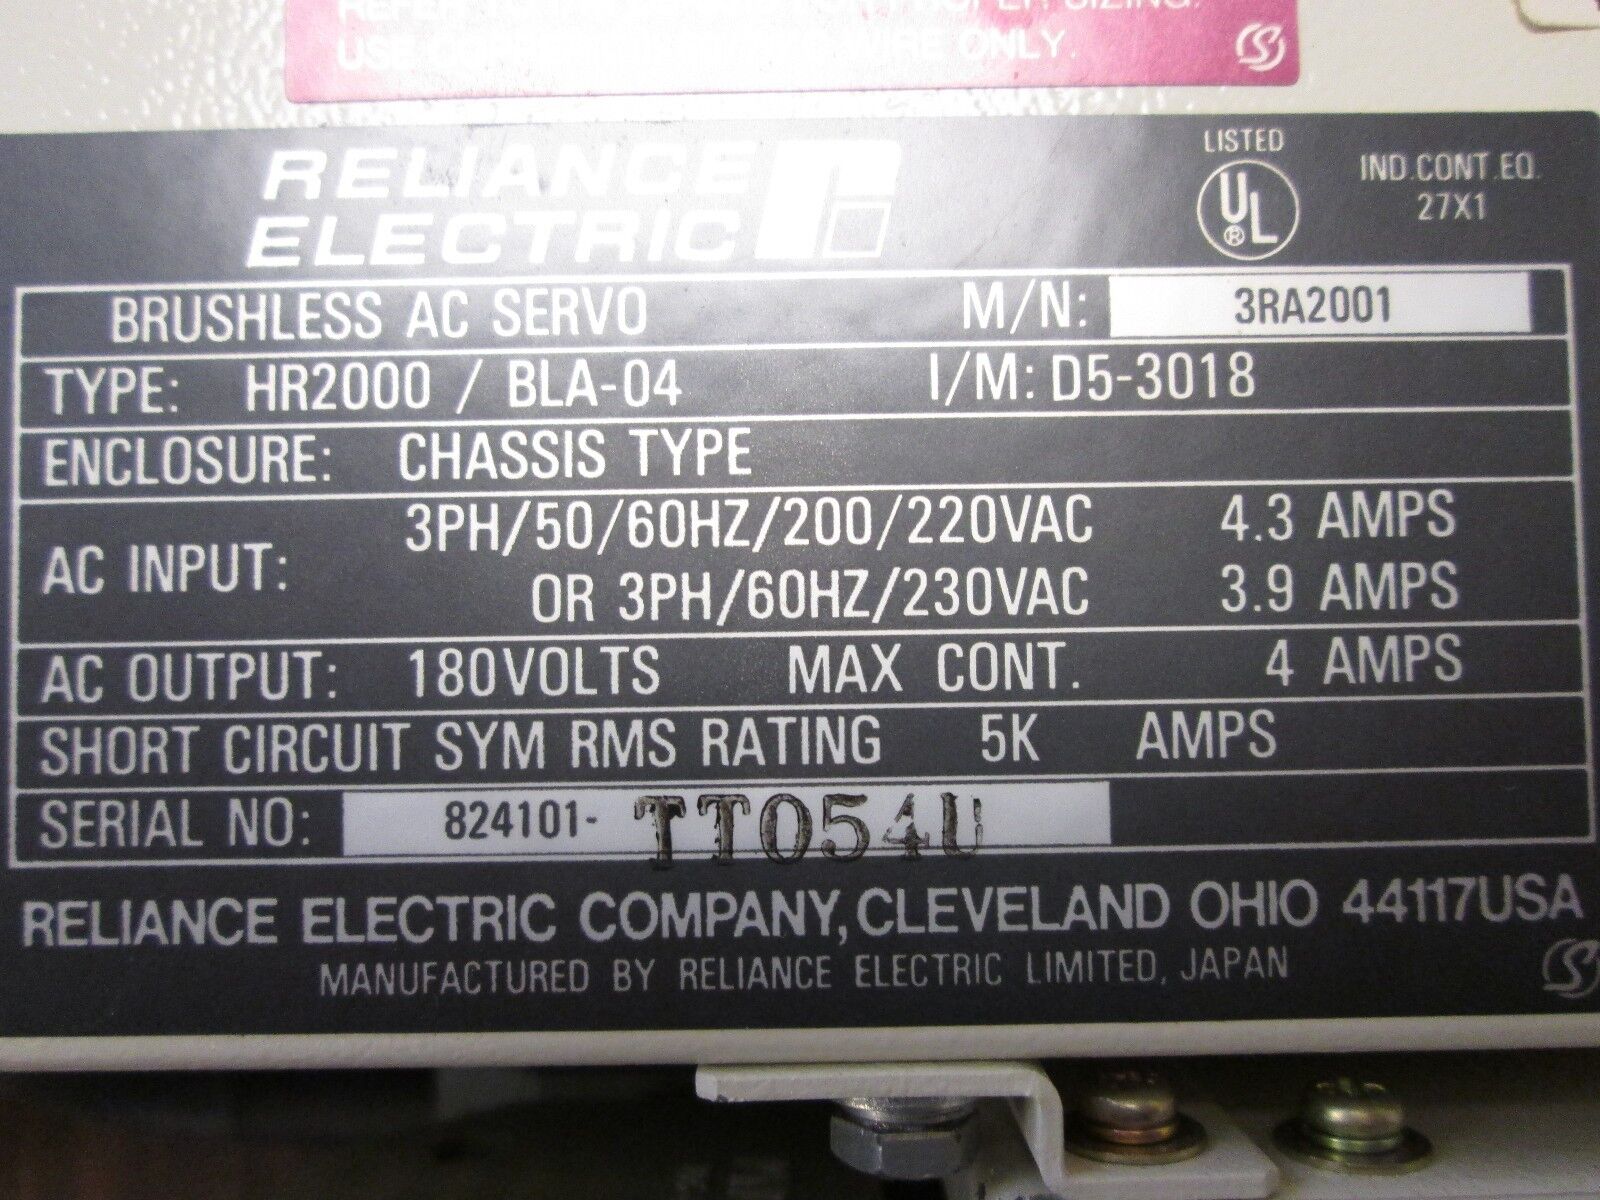 USE WIRE ONLY.
RELIANCE
ELECTRIC
LISTED
UL
®
IND.CONT.EQ.
27X1
BRUSHLESS AC SERVO M/N: 3RA2001
TYPE: HR2000 / BLA-04 I/M: D5-3018
ENCLOSURE: CHASSIS TYPE
AC INPUT: 3PH/50/60HZ/200/220VAC 4.3 AMPS
OR 3PH/60HZ/230VAC 3.9 AMPS
AC OUTPUT: 180VOLTS MAX CONT. 4 AMPS
SHORT CIRCUIT SYM RMS RATING 5K AMPS
SERIAL NO: 824101- TT054U
RELIANCE ELECTRIC COMPANY, CLEVELAND OHIO 44117USA
MANUFACTURED BY RELIANCE ELECTRIC LIMITED, JAPAN